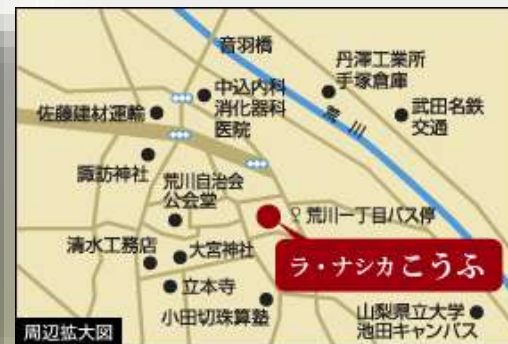 音羽橋
丹澤工業所
手塚倉庫
中込内科
消化器科
医院
佐藤建材運輸
荒川
武田名鉄
交通
諏訪神社
荒川自治会
公会堂
荒川一丁目バス停
清水工務店
大宮神社
ラ・ナシカこうふ
立本寺
小田切珠算塾
山梨県立大学
池田キャンパス
周辺拡大図